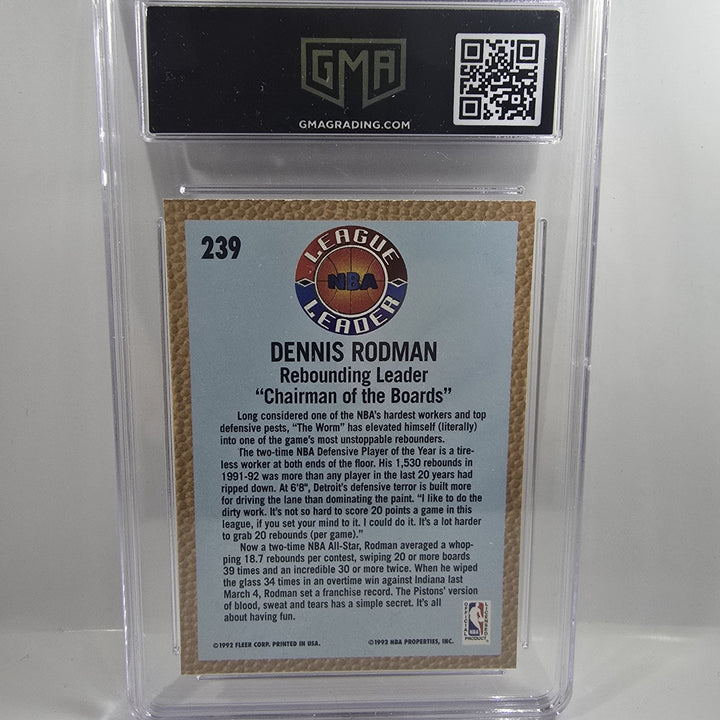 GMA
GMAGRADING.COM
239
LEAGUE
NBA
LEADER
DENNIS RODMAN
Rebounding Leader
“Chairman of the Boards”
Long considered one of the NBA's hardest workers and top
defensive pests, “The Worm” has elevated himself (literally)
into one of the game's most unstoppable rebounders.
The two-time NBA Defensive Player of the Year is a tire-
less worker at both ends of the floor. His 1,530 rebounds in
1991-92 was more than any player in the last 20 years had
ripped down. At 6'8", Detroit's defensive terror is built more
for driving the lane than dominating the paint. “I like to do the
dirty work. It's not so hard to score 20 points a game in this
league, if you set your mind to it. I could do it. It's a lot harder
to grab 20 rebounds (per game).”
Now a two-time NBA All-Star, Rodman averaged a whop-
ping 18.7 rebounds per contest, swiping 20 or more boards
39 times and an incredible 30 or more twice. When he wiped
the glass 34 times in an overtime win against Indiana last
March 4, Rodman set a franchise record. The Pistons' version
of blood, sweat and tears has a simple secret. It's all
about having fun.
©1992 FLEER CORP. PRINTED IN USA.
©1992 NBA PROPERTIES, INC.
NBA
PRODUCT